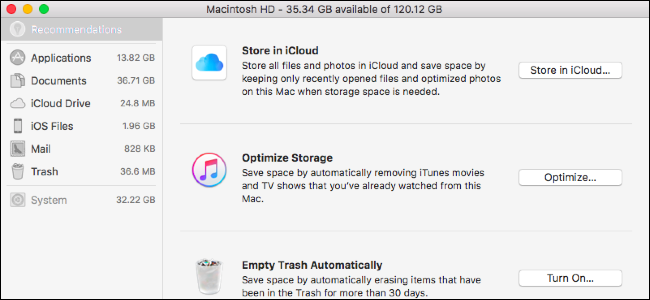 Macintosh HD - 35.34 GB available of 120.12 GB
Recommendations
Applications 13.82 GB
Documents 36.71 GB
iCloud Drive 24.8 MB
iOS Files 1.96 GB
Mail 828 KB
Trash 36.6 MB
System 32.22 GB
Store in iCloud
Store all files and photos in iCloud and save space by
keeping only recently opened files and optimized photos
on this Mac when storage space is needed.
Store in iCloud...
Optimize Storage
Save space by automatically removing iTunes movies
and TV shows that you've already watched from this
Mac.
Optimize...
Empty Trash Automatically
Save space by automatically erasing items that have
been in the Trash for more than 30 days.
Turn On...